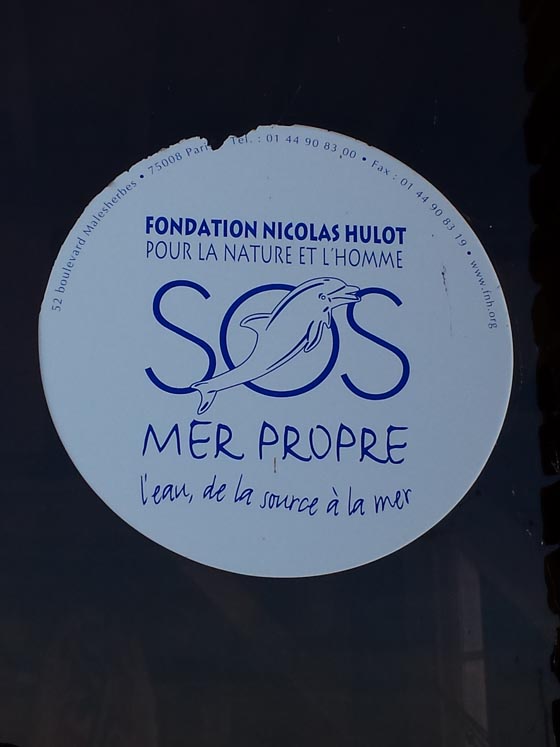 52 boulevard Malesherbes • 75008 Paris Tél. : 01 44 90 83 00 • Fax : 01 44 90 83 19 • www.fnh.org
FONDATION NICOLAS HULOT
POUR LA NATURE ET L'HOMME
SOS
MER PROPRE
l'eau, de la source à la mer